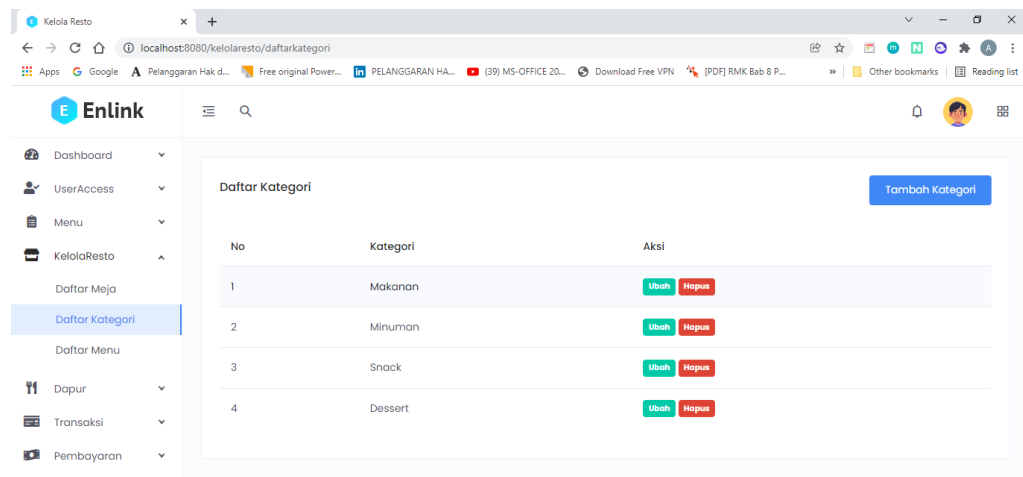 Kelola Resto
localhost:8080/kelolaresto/daftarkategori
Apps Google Pelanggaran Hak d... Free original Power... PELANGGARAN HA... (39) MS-OFFICE 20... Download Free VPN [PDF] RMK Bab 8 P... » Other bookmarks Reading list
E Enlink
Dashboard
UserAccess
Menu
KelolaResto
Daftar Meja
Daftar Kategori
Daftar Menu
Dapur
Transaksi
Pembayaran
Daftar Kategori
Tambah Kategori
No Kategori Aksi
1 Makanan Ubah Hapus
2 Minuman Ubah Hapus
3 Snack Ubah Hapus
4 Dessert Ubah Hapus